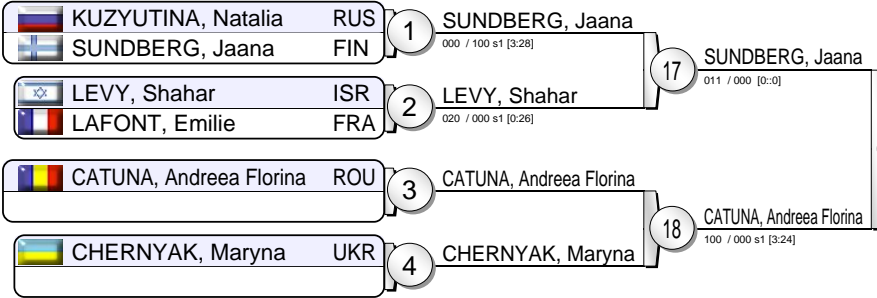 KUZYUTINA, Natalia RUS
SUNDBERG, Jaana FIN
1
SUNDBERG, Jaana
000 / 100 s1 [3:28]
LEVY, Shahar ISR
LAFONT, Emilie FRA
2
LEVY, Shahar
020 / 000 s1 [0:26]
17
SUNDBERG, Jaana
011 / 000 [0::0]
CATUNA, Andreea Florina ROU
3
CATUNA, Andreea Florina
CHERNYAK, Maryna UKR
4
CHERNYAK, Maryna
18
CATUNA, Andreea Florina
100 / 000 s1 [3:24]